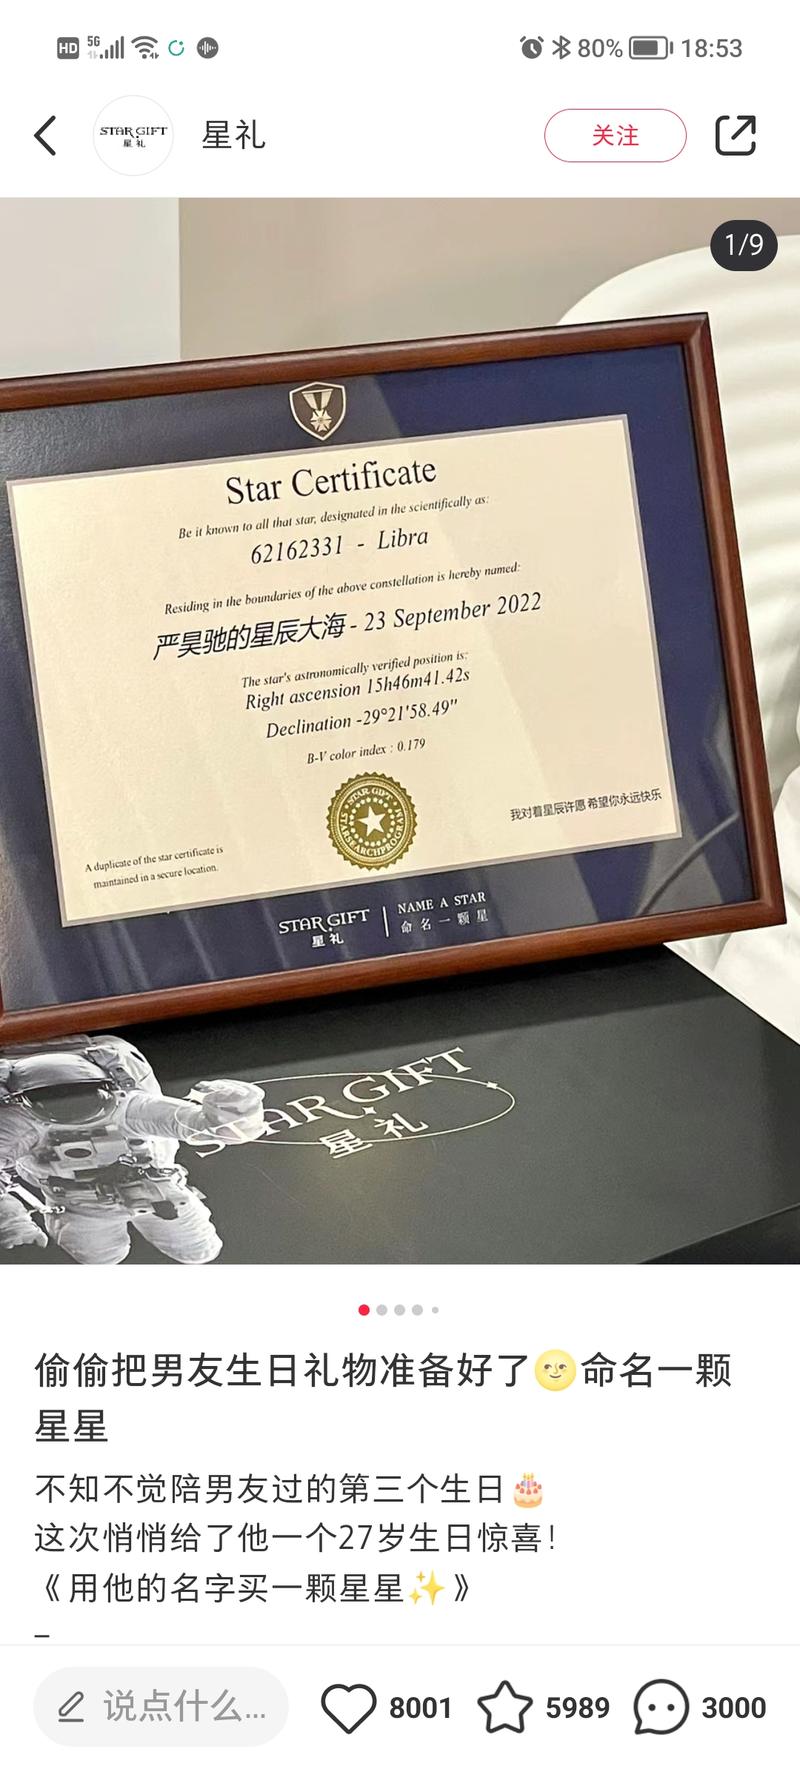 HD 5G 80% 18:53
STAR GIFT
星礼
星礼
关注
1/9
Star Certificate
Be it known to all that star, designated in the scientifically as:
62162331 - Libra
Residing in the boundaries of the above constellation is hereby named:
严昊驰的星辰大海 - 23 September 2022
The star's astronomically verified position is:
Right ascension 15h46m41.42s
Declination -29°21'58.49"
B-V color index : 0.179
STAR GIFT
我对着星辰许愿 希望你永远快乐
A duplicate of the star certificate is
maintained in a secure location.
STAR GIFT
星礼
NAME A STAR
命名一颗星
STAR GIFT
星礼
偷偷把男友生日礼物准备好了🌝命名一颗
星星
不知不觉陪男友过的第三个生日🎂
这次悄悄给了他一个27岁生日惊喜！
《用他的名字买一颗星星✨》
–
说点什么...
8001
5989
3000